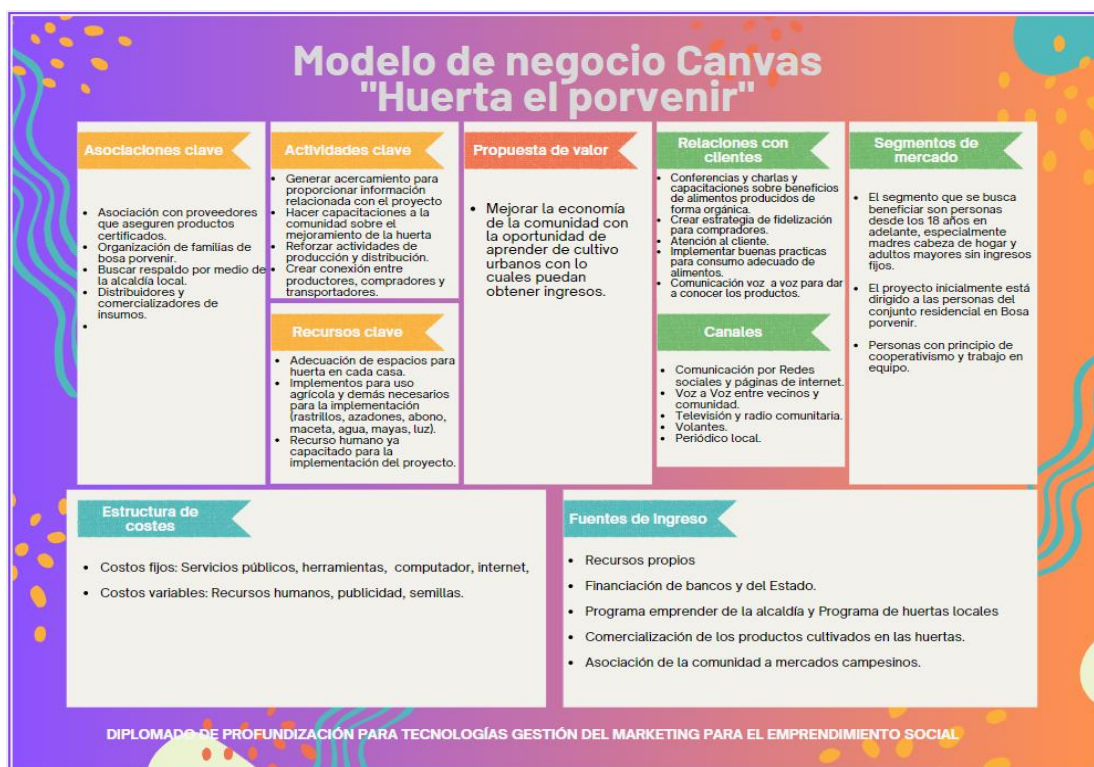 Modelo de negocio Canvas
"Huerta el porvenir"
Asociaciones clave
• Asociación con proveedores
que aseguren productos
certificados.
• Organización de familias de
bosa porvenir.
• Buscar respaldo por medio de
la alcaldía local.
• Distribuidores y
comercializadores de
insumos.
•
Actividades clave
• Generar acercamiento para
proporcionar información
relacionada con el proyecto
• Hacer capacitaciones a la
comunidad sobre el
mejoramiento de la huerta
• Reforzar actividades de
producción y distribución.
• Crear conexión entre
productores, compradores y
transportadores.
Recursos clave
• Adecuación de espacios para
huerta en cada casa.
• Implementos para uso
agrícola y demás necesarios
para la implementación
(rastrillos, azadones, abono,
maceta, agua, mayas, luz).
• Recurso humano ya
capacitado para la
implementación del proyecto.
Propuesta de valor
• Mejorar la economía
de la comunidad con
la oportunidad de
aprender de cultivo
urbanos con lo
cuales puedan
obtener ingresos.
Relaciones con
clientes
• Conferencias y charlas y
capacitaciones sobre beneficios
de alimentos producidos de
forma orgánica.
• Crear estrategia de fidelización
para compradores.
• Atención al cliente.
• Implementar buenas practicas
para consumo adecuado de
alimentos.
• Comunicación voz a voz para dar
a conocer los productos.
Canales
• Comunicación por Redes
sociales y páginas de internet.
• Voz a Voz entre vecinos y
comunidad.
• Televisión y radio comunitaria.
• Volantes.
• Periódico local.
Segmentos de
mercado
• El segmento que se busca
beneficiar son personas
desde los 18 años en
adelante, especialmente
madres cabeza de hogar y
adultos mayores sin ingresos
fijos.
• El proyecto inicialmente está
dirigido a las personas del
conjunto residencial en Bosa
porvenir.
• Personas con principio de
cooperativismo y trabajo en
equipo.
Estructura de
costes
• Costos fijos: Servicios públicos, herramientas, computador, internet,
• Costos variables: Recursos humanos, publicidad, semillas.
Fuentes de Ingreso
• Recursos propios
• Financiación de bancos y del Estado.
• Programa emprender de la alcaldía y Programa de huertas locales
• Comercialización de los productos cultivados en las huertas.
• Asociación de la comunidad a mercados campesinos.
DIPLOMADO DE PROFUNDIZACIÓN PARA TECNOLOGÍAS GESTIÓN DEL MARKETING PARA EL EMPRENDIMIENTO SOCIAL